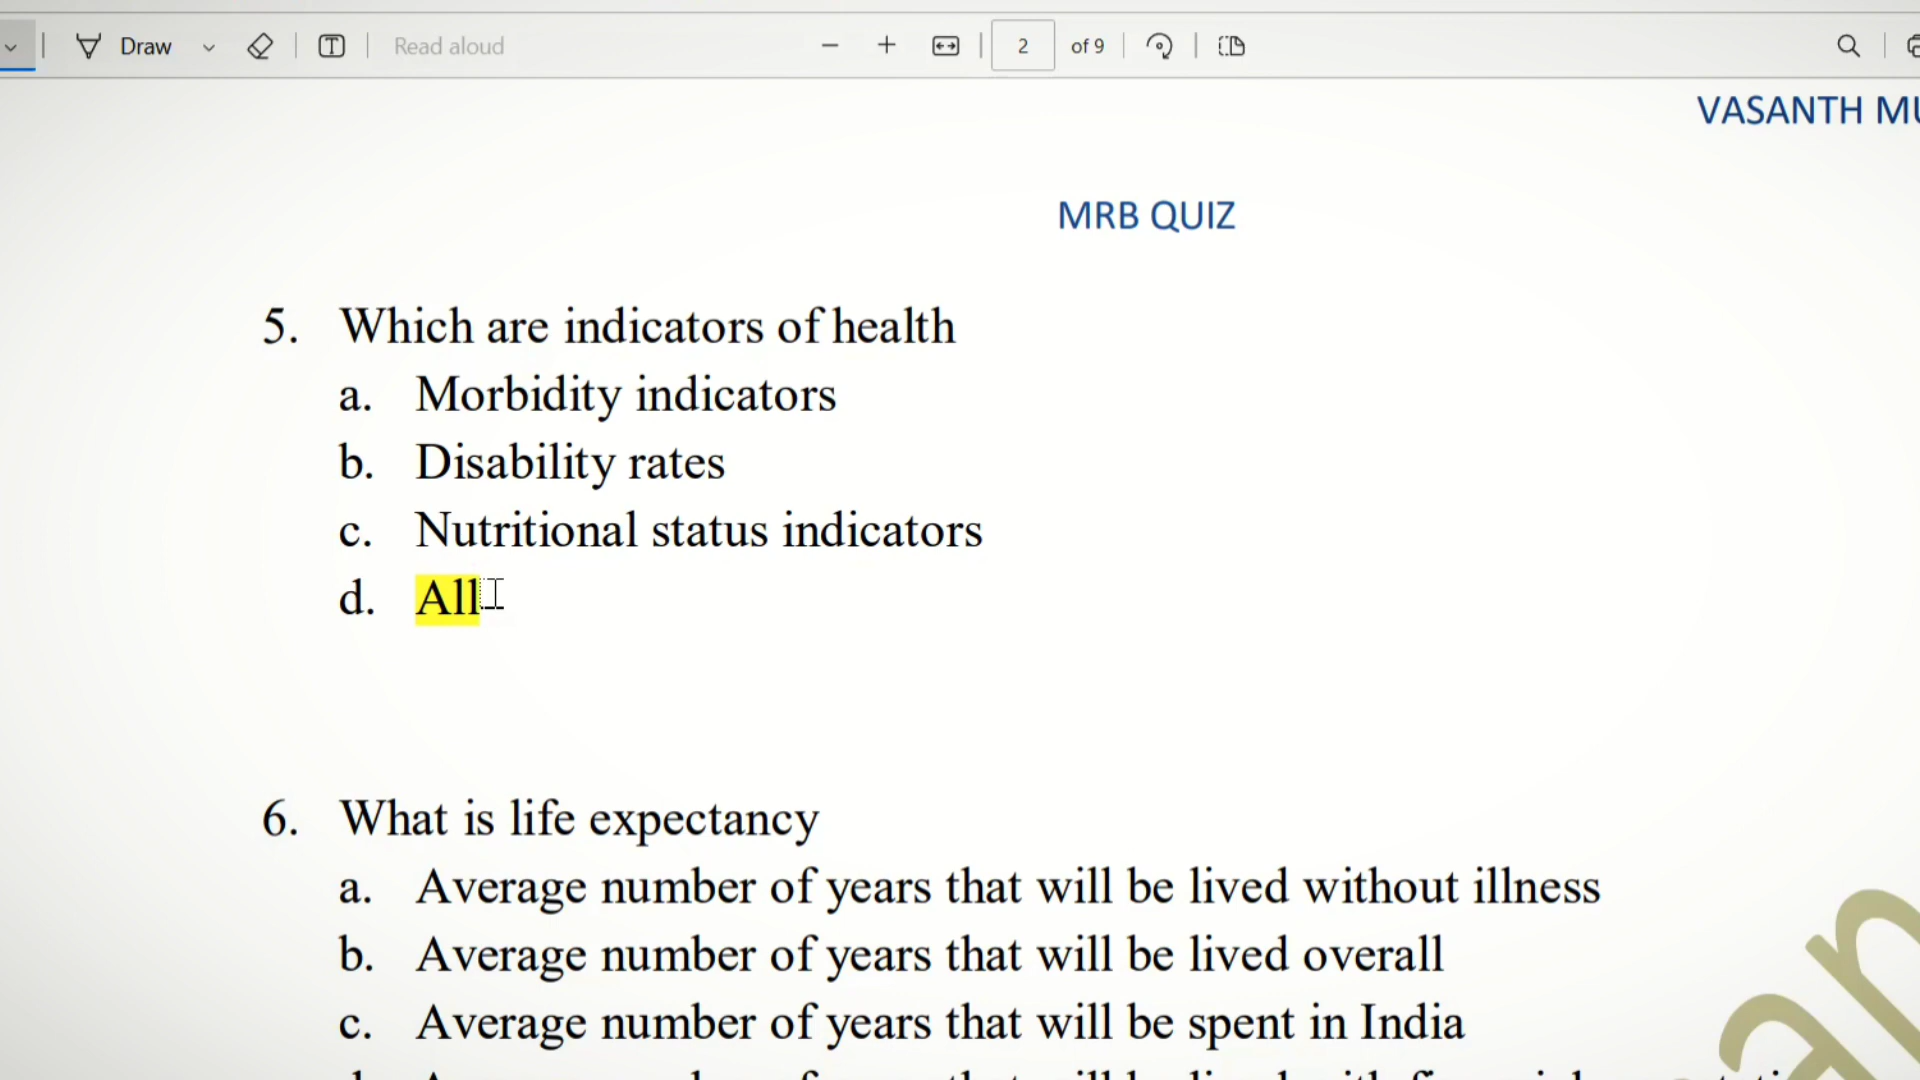 Draw
Read aloud
2 of 9
VASANTH MU
MRB QUIZ
5. Which are indicators of health
a. Morbidity indicators
b. Disability rates
c. Nutritional status indicators
d. All
6. What is life expectancy
a. Average number of years that will be lived without illness
b. Average number of years that will be lived overall
c. Average number of years that will be spent in India
an